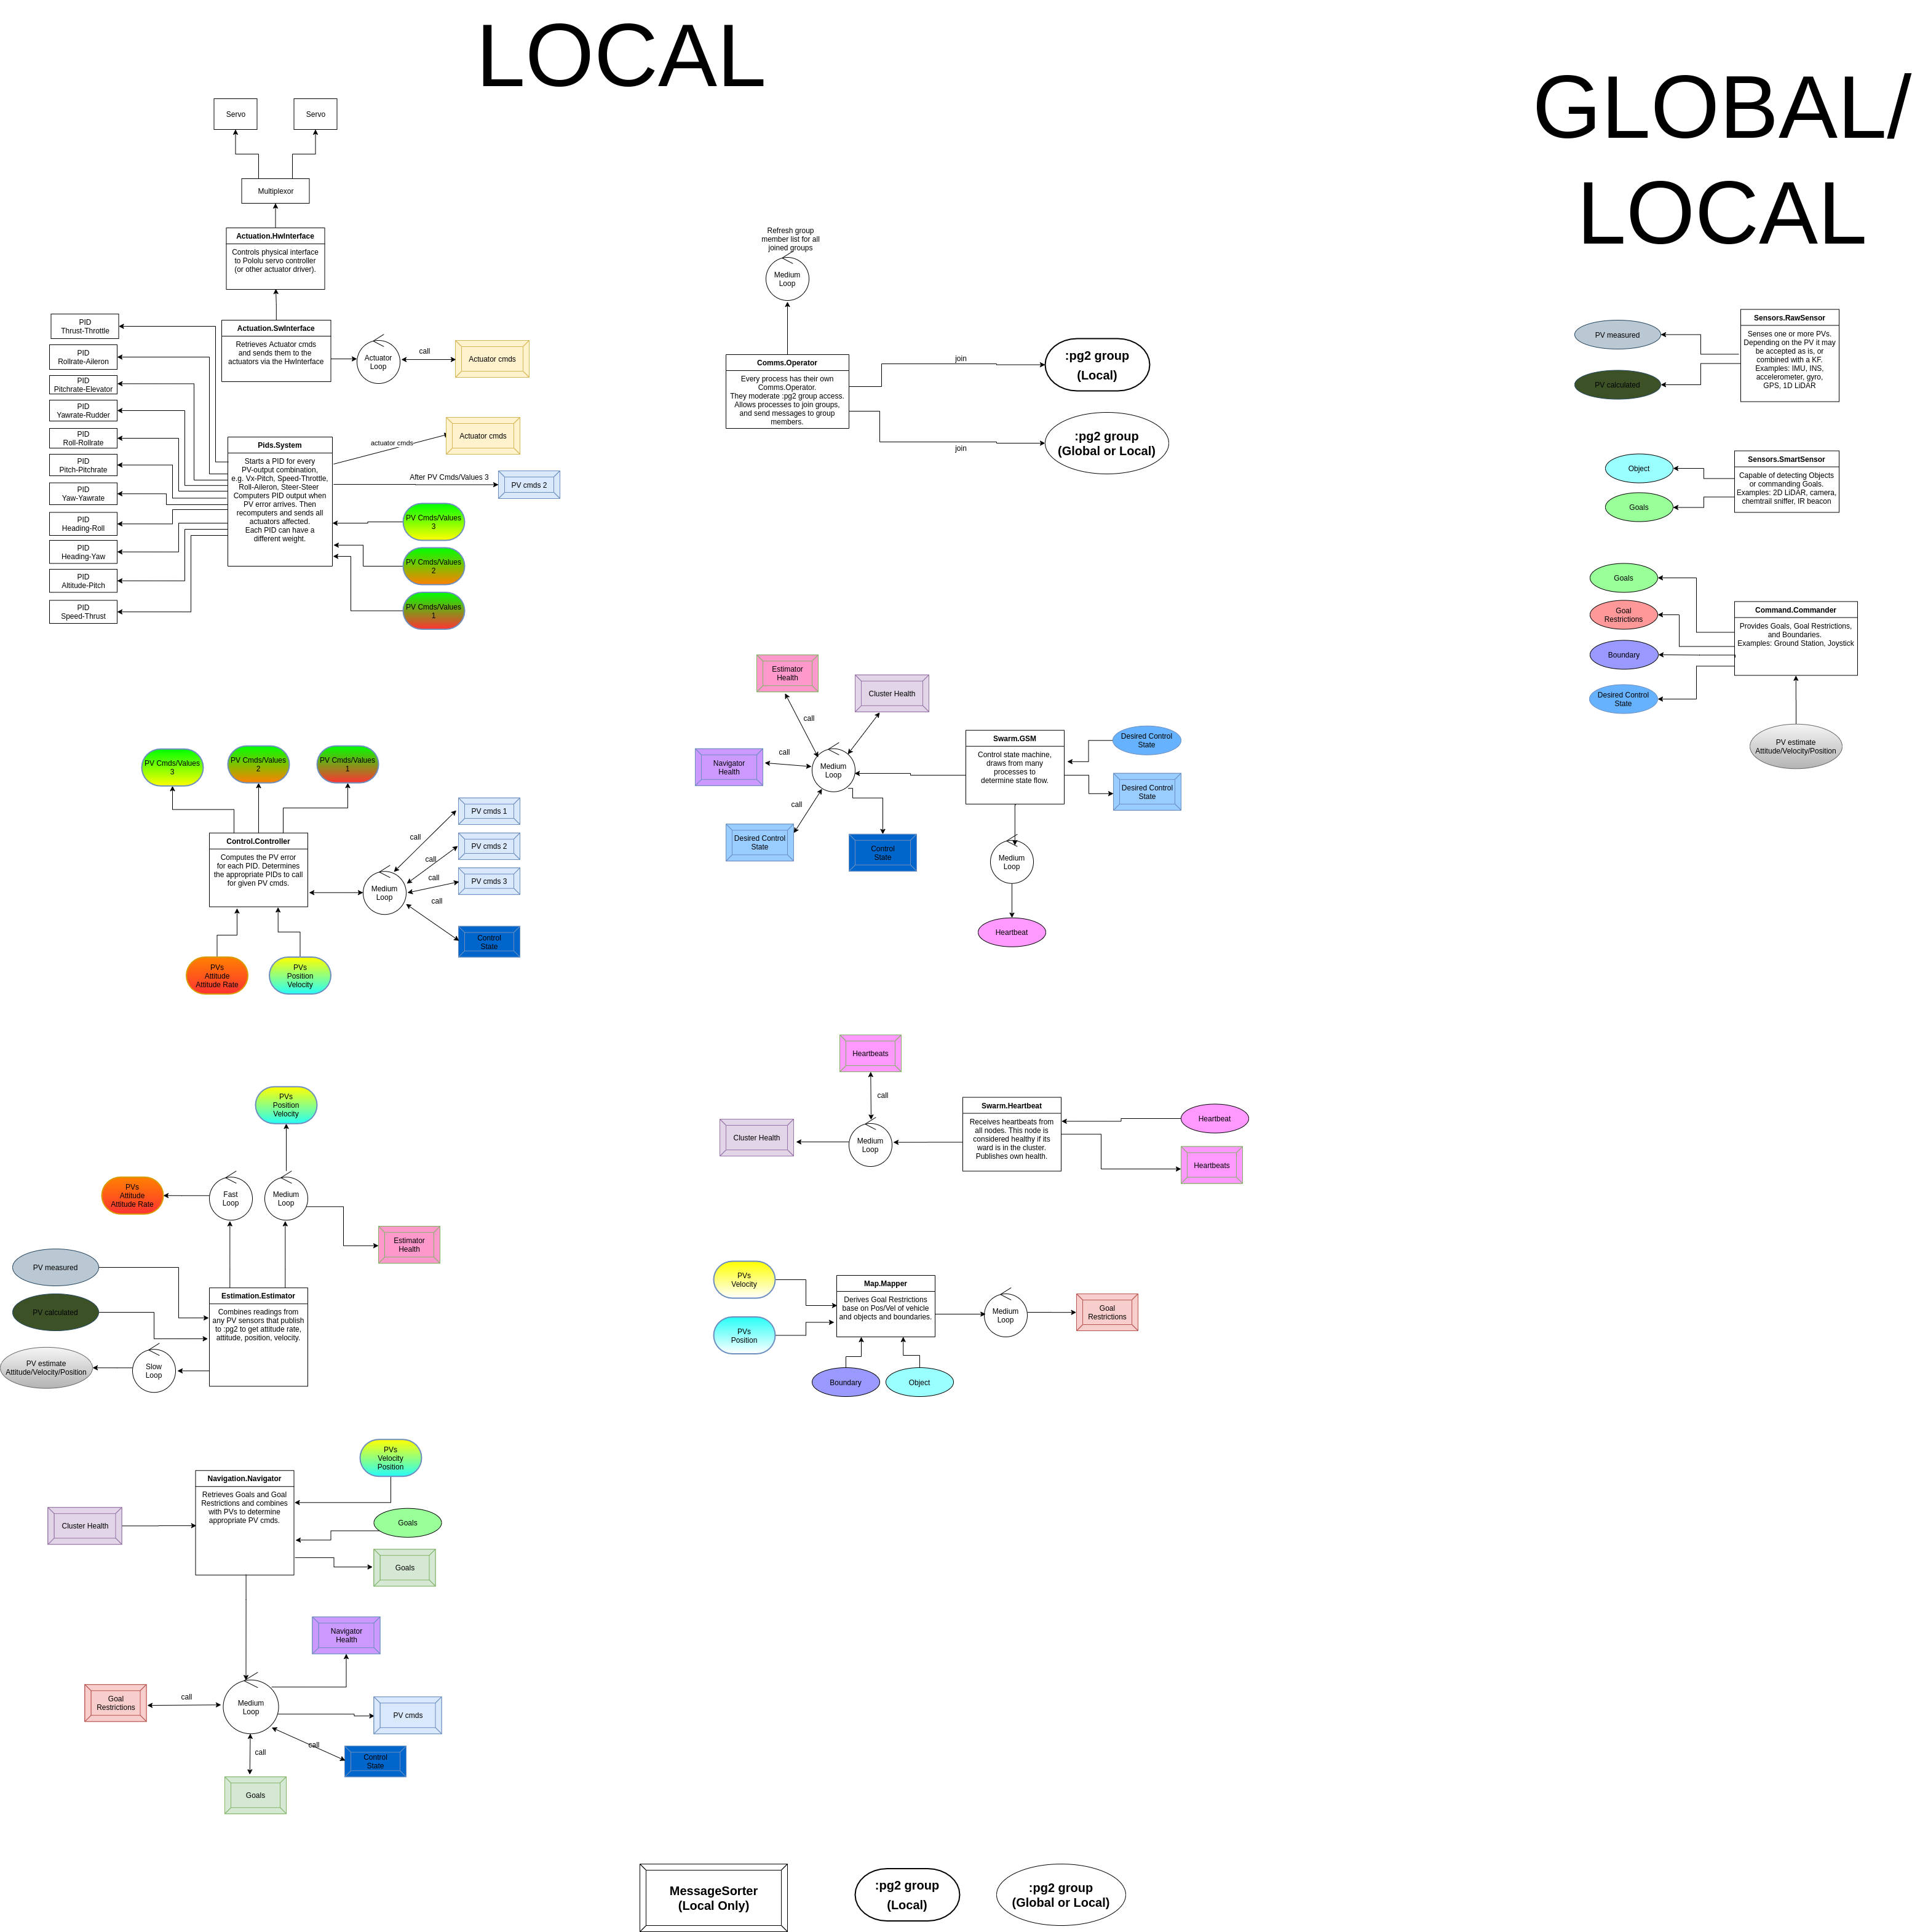 LOCAL
GLOBAL/
LOCAL
Servo
Servo
Multiplexor
Actuation.HwInterface
Controls physical interface
to Pololu servo controller
(or other actuator driver).
Actuation.SwInterface
Retrieves Actuator cmds
and sends them to the
actuators via the HwInterface
Actuator
Loop
call
Actuator cmds
PID
Thrust-Throttle
PID
Rollrate-Aileron
PID
Pitchrate-Elevator
PID
Yawrate-Rudder
PID
Roll-Rollrate
PID
Pitch-Pitchrate
PID
Yaw-Yawrate
PID
Heading-Roll
PID
Heading-Yaw
PID
Altitude-Pitch
PID
Speed-Thrust
Pids.System
Starts a PID for every
PV-output combination,
e.g. Vx-Pitch, Speed-Throttle,
Roll-Aileron, Steer-Steer
Computers PID output when
PV error arrives. Then
recomputers and sends all
actuators affected.
Each PID can have a
different weight.
actuator cmds
Actuator cmds
After PV Cmds/Values 3
PV cmds 2
PV Cmds/Values
3
PV Cmds/Values
2
PV Cmds/Values
1
PV Cmds/Values
3
PV Cmds/Values
2
PV Cmds/Values
1
Control.Controller
Computes the PV error
for each PID. Determines
the appropriate PIDs to call
for given PV cmds.
Medium
Loop
call
call
call
call
PV cmds 1
PV cmds 2
PV cmds 3
Control
State
PVs
Attitude
Attitude Rate
PVs
Position
Velocity
PVs
Position
Velocity
PVs
Attitude
Attitude Rate
Fast
Loop
Medium
Loop
Estimator
Health
PV measured
PV calculated
PV estimate
Attitude/Velocity/Position
Slow
Loop
Estimation.Estimator
Combines readings from
any PV sensors that publish
to :pg2 to get attitude rate,
attitude, position, velocity.
PVs
Velocity
Position
Navigation.Navigator
Retrieves Goals and Goal
Restrictions and combines
with PVs to determine
appropriate PV cmds.
Cluster Health
Goals
Goals
Navigator
Health
Goal
Restrictions
call
Medium
Loop
PV cmds
call
call
Control
State
Goals
Refresh group
member list for all
joined groups
Medium
Loop
Comms.Operator
Every process has their own
Comms.Operator.
They moderate :pg2 group access.
Allows processes to join groups,
and send messages to group
members.
join
:pg2 group
(Local)
join
:pg2 group
(Global or Local)
Estimator
Health
Cluster Health
call
call
call
Navigator
Health
Medium
Loop
Desired Control
State
Control
State
Swarm.GSM
Control state machine,
draws from many
processes to
determine state flow.
Desired Control
State
Desired Control
State
Medium
Loop
Heartbeat
Heartbeats
call
Cluster Health
Medium
Loop
Swarm.Heartbeat
Receives heartbeats from
all nodes. This node is
considered healthy if its
ward is in the cluster.
Publishes own health.
Heartbeat
Heartbeats
PVs
Velocity
PVs
Position
Map.Mapper
Derives Goal Restrictions
base on Pos/Vel of vehicle
and objects and boundaries.
Medium
Loop
Goal
Restrictions
Boundary
Object
PV measured
PV calculated
Sensors.RawSensor
Senses one or more PVs.
Depending on the PV it may
be accepted as is, or
combined with a KF.
Examples: IMU, INS,
accelerometer, gyro,
GPS, 1D LiDAR
Object
Goals
Sensors.SmartSensor
Capable of detecting Objects
or commanding Goals.
Examples: 2D LiDAR, camera,
chemtrail sniffer, IR beacon
Goals
Goal
Restrictions
Boundary
Desired Control
State
Command.Commander
Provides Goals, Goal Restrictions,
and Boundaries.
Examples: Ground Station, Joystick
PV estimate
Attitude/Velocity/Position
MessageSorter
(Local Only)
:pg2 group
(Local)
:pg2 group
(Global or Local)